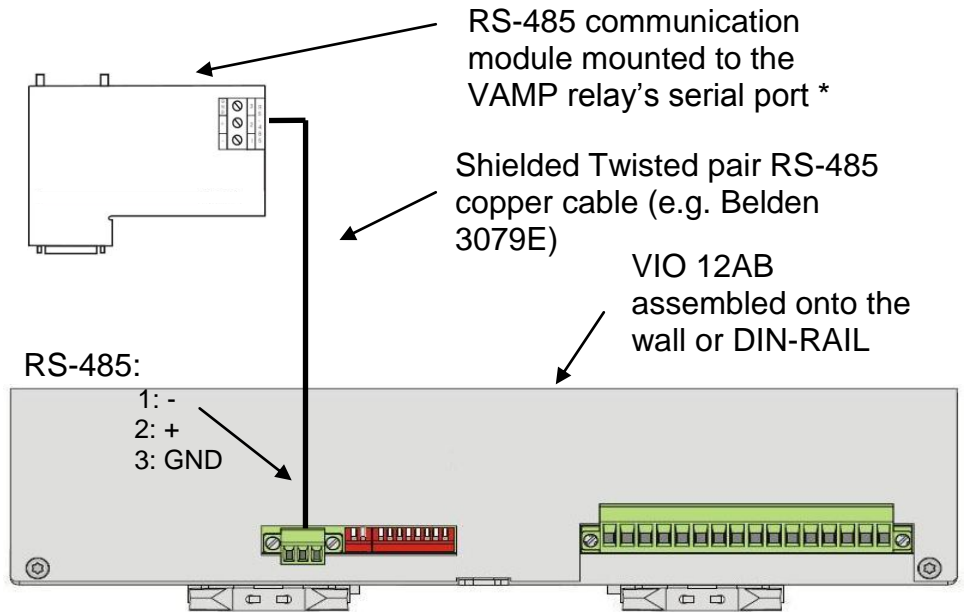 RS-485 communication
module mounted to the
VAMP relay's serial port *
Shielded Twisted pair RS-485
copper cable (e.g. Belden
3079E)
VIO 12AB
assembled onto the
wall or DIN-RAIL
RS-485:
1: -
2: +
3: GND